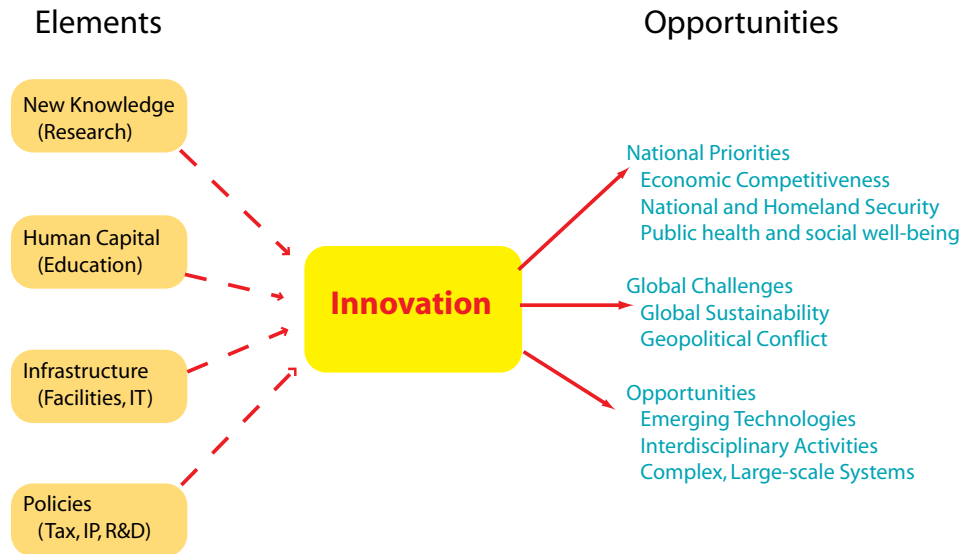 Elements
Opportunities
New Knowledge
(Research)
Human Capital
(Education)
Infrastructure
(Facilities, IT)
Policies
(Tax, IP, R&D)
Innovation
National Priorities
Economic Competitiveness
National and Homeland Security
Public health and social well-being
Global Challenges
Global Sustainability
Geopolitical Conflict
Opportunities
Emerging Technologies
Interdisciplinary Activities
Complex, Large-scale Systems